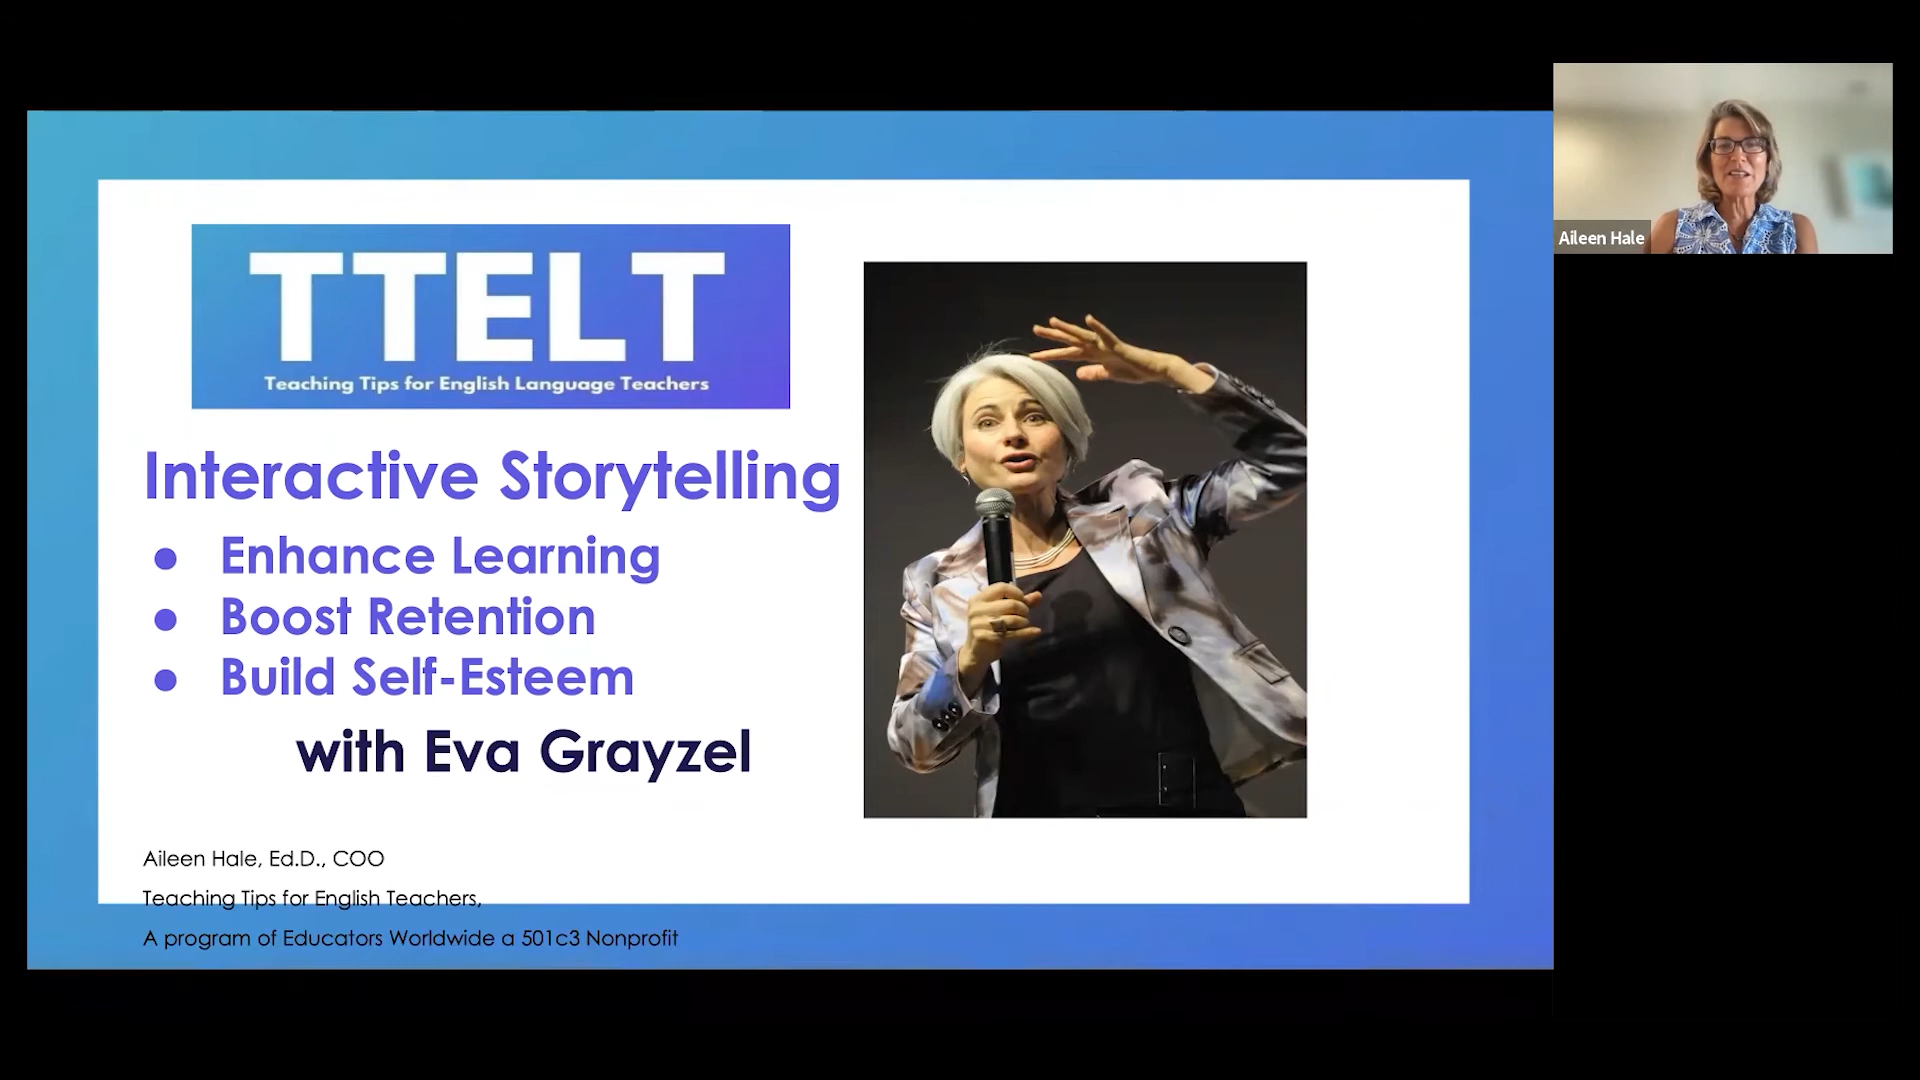 TTELT
Teaching Tips for English Language Teachers
Interactive Storytelling
● Enhance Learning
● Boost Retention
● Build Self-Esteem
with Eva Grayzel
Aileen Hale, Ed.D., COO
Teaching Tips for English Teachers,
A program of Educators Worldwide a 501c3 Nonprofit
Aileen Hale